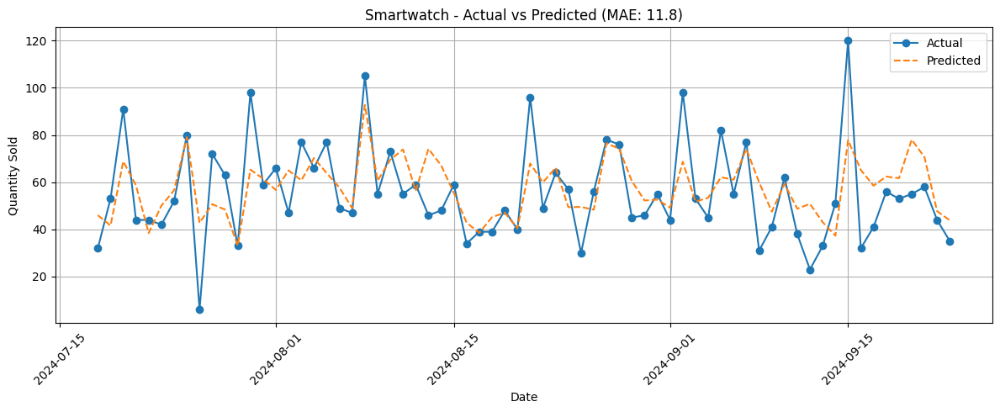 Smartwatch - Actual vs Predicted (MAE: 11.8)
Actual
Predicted
Quantity Sold
120
100
80
60
40
20
2024-07-15
2024-08-01
2024-08-15
2024-09-01
2024-09-15
Date